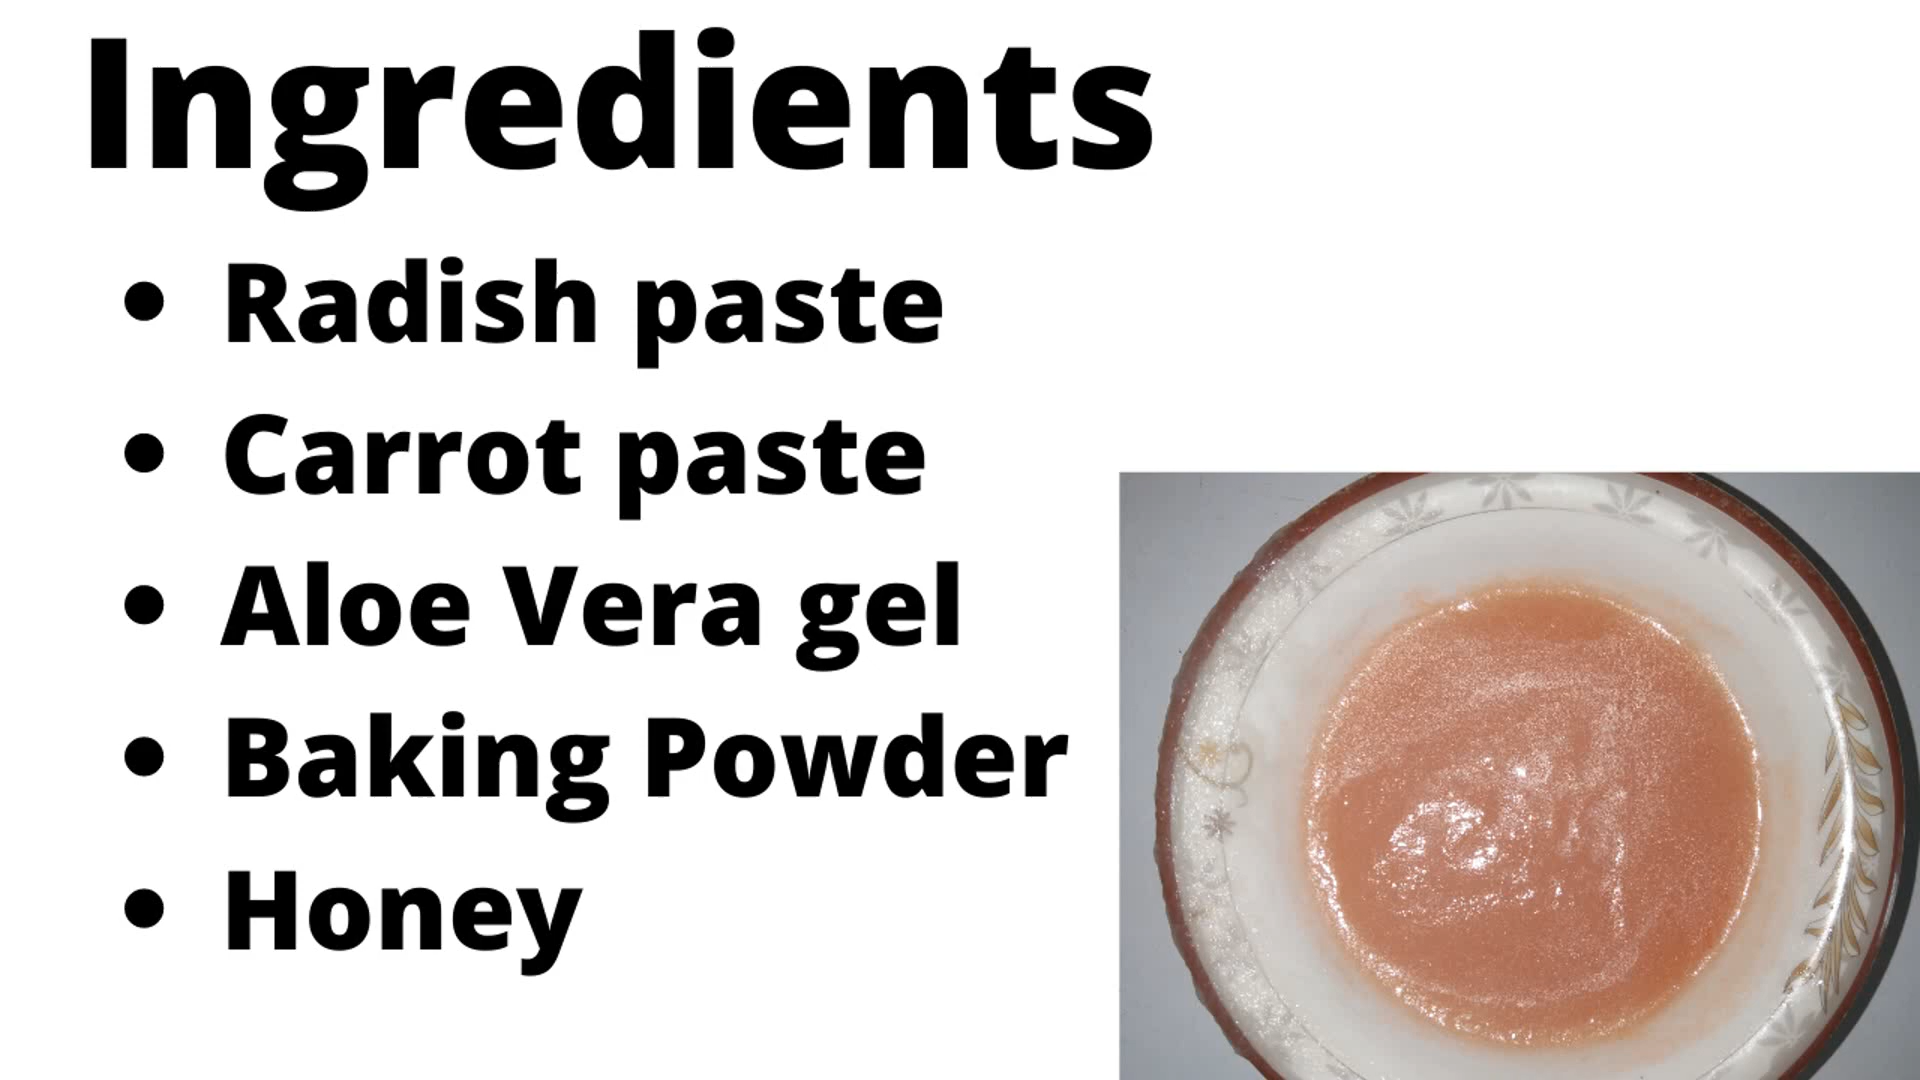 Ingredients
• Radish paste
• Carrot paste
• Aloe Vera gel
• Baking Powder
• Honey